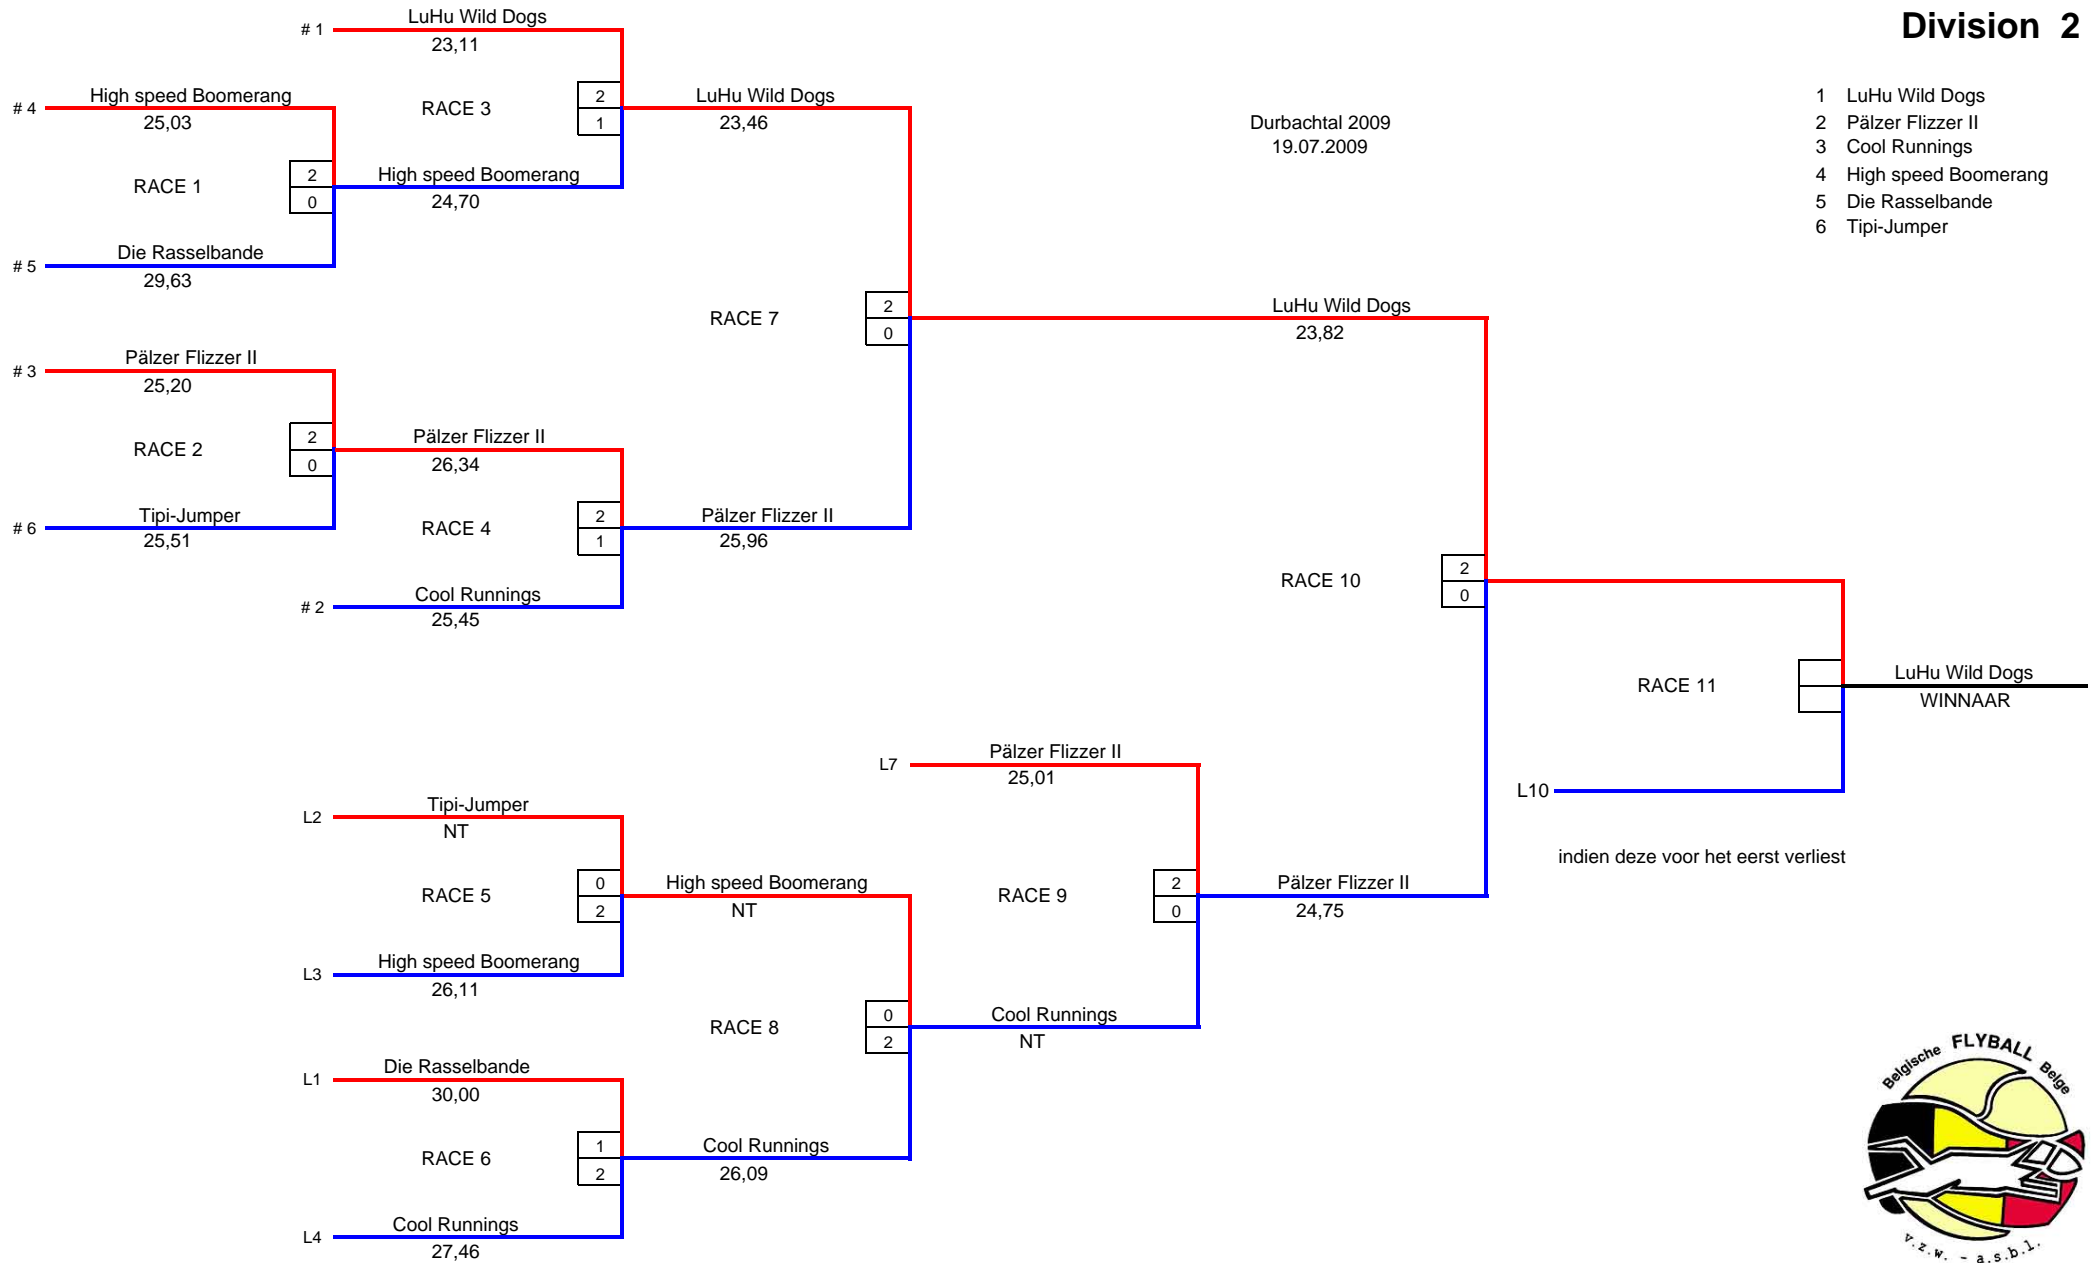 Division 2
# 1
LuHu Wild Dogs
23,11
# 4
High speed Boomerang
25,03
RACE 3
2
1
LuHu Wild Dogs
23,46
Durbachtal 2009
19.07.2009
1 LuHu Wild Dogs
2 Pälzer Flizzer II
3 Cool Runnings
4 High speed Boomerang
5 Die Rasselbande
6 Tipi-Jumper
RACE 1
2
0
High speed Boomerang
24,70
# 5
Die Rasselbande
29,63
RACE 7
2
0
LuHu Wild Dogs
23,82
# 3
Pälzer Flizzer II
25,20
RACE 2
2
0
Pälzer Flizzer II
26,34
# 6
Tipi-Jumper
25,51
RACE 4
2
1
Pälzer Flizzer II
25,96
# 2
Cool Runnings
25,45
RACE 10
2
0
RACE 11
LuHu Wild Dogs
WINNAAR
L7
Pälzer Flizzer II
25,01
L10
indien deze voor het eerst verliest
L2
Tipi-Jumper
NT
RACE 5
0
2
High speed Boomerang
NT
RACE 9
2
0
Pälzer Flizzer II
24,75
L3
High speed Boomerang
26,11
RACE 8
0
2
Cool Runnings
NT
L1
Die Rasselbande
30,00
RACE 6
1
2
Cool Runnings
26,09
L4
Cool Runnings
27,46
Belgische FLYBALL Belge
v.z.w. - a.s.b.l.